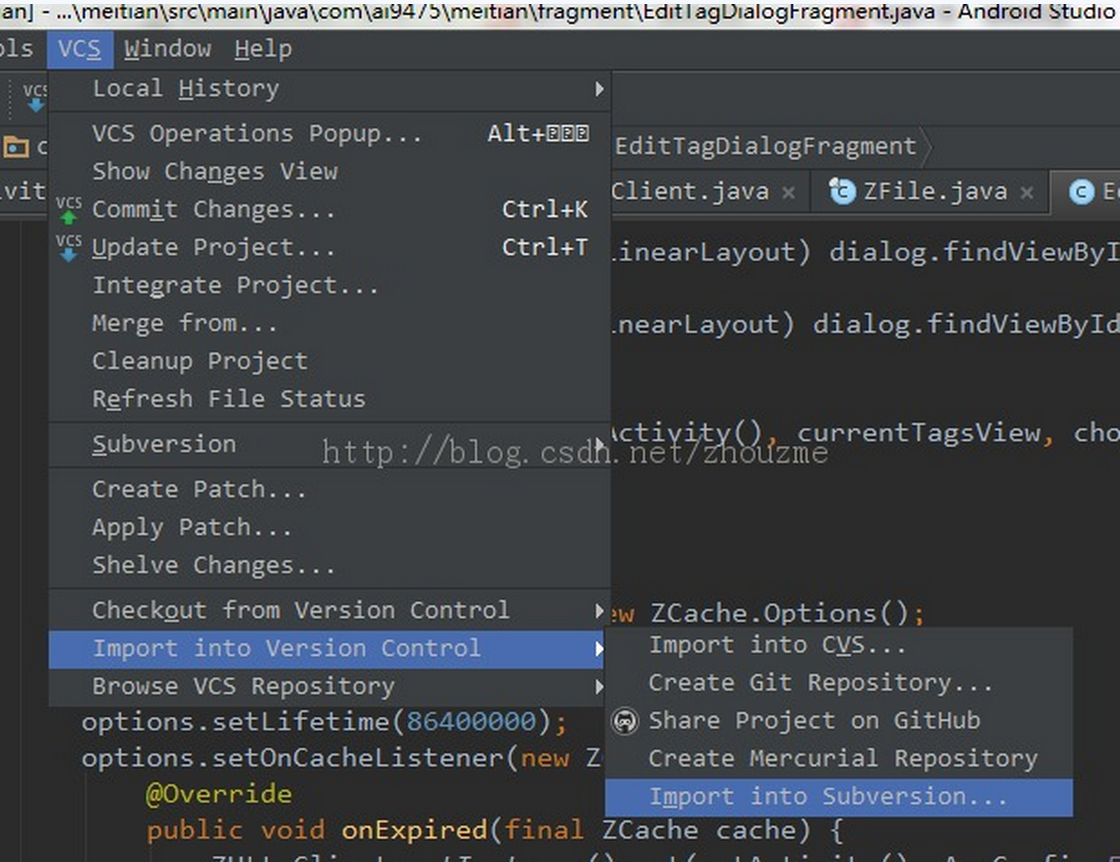 an] - ...\meitian\src\main\java\com\ai9475\meitian\fragment\EditTagDialogFragment.java - Android Studio
ols VCS Window Help
VCS
Local History
VCS Operations Popup... Alt+
EditTagDialogFragment
Show Changes View
vit
Client.java × ZFile.java ×
VCS Commit Changes... Ctrl+K
VCS Update Project... Ctrl+T
inearLayout) dialog.findViewByI
Integrate Project...
Merge from...
nearLayout) dialog.findViewById
Cleanup Project
Refresh File Status
Subversion
Activity(), currentTagsView, cho
http://blog.csdn.net/zhouzme
Create Patch...
Apply Patch...
Shelve Changes...
Checkout from Version Control
ew ZCache.Options();
Import into Version Control
Import into CVS...
Browse VCS Repository
Create Git Repository...
Share Project on GitHub
Create Mercurial Repository
Import into Subversion...
options.setLifetime(86400000);
options.setOnCacheListener(new Z
@Override
public void onExpired(final ZCache cache) {